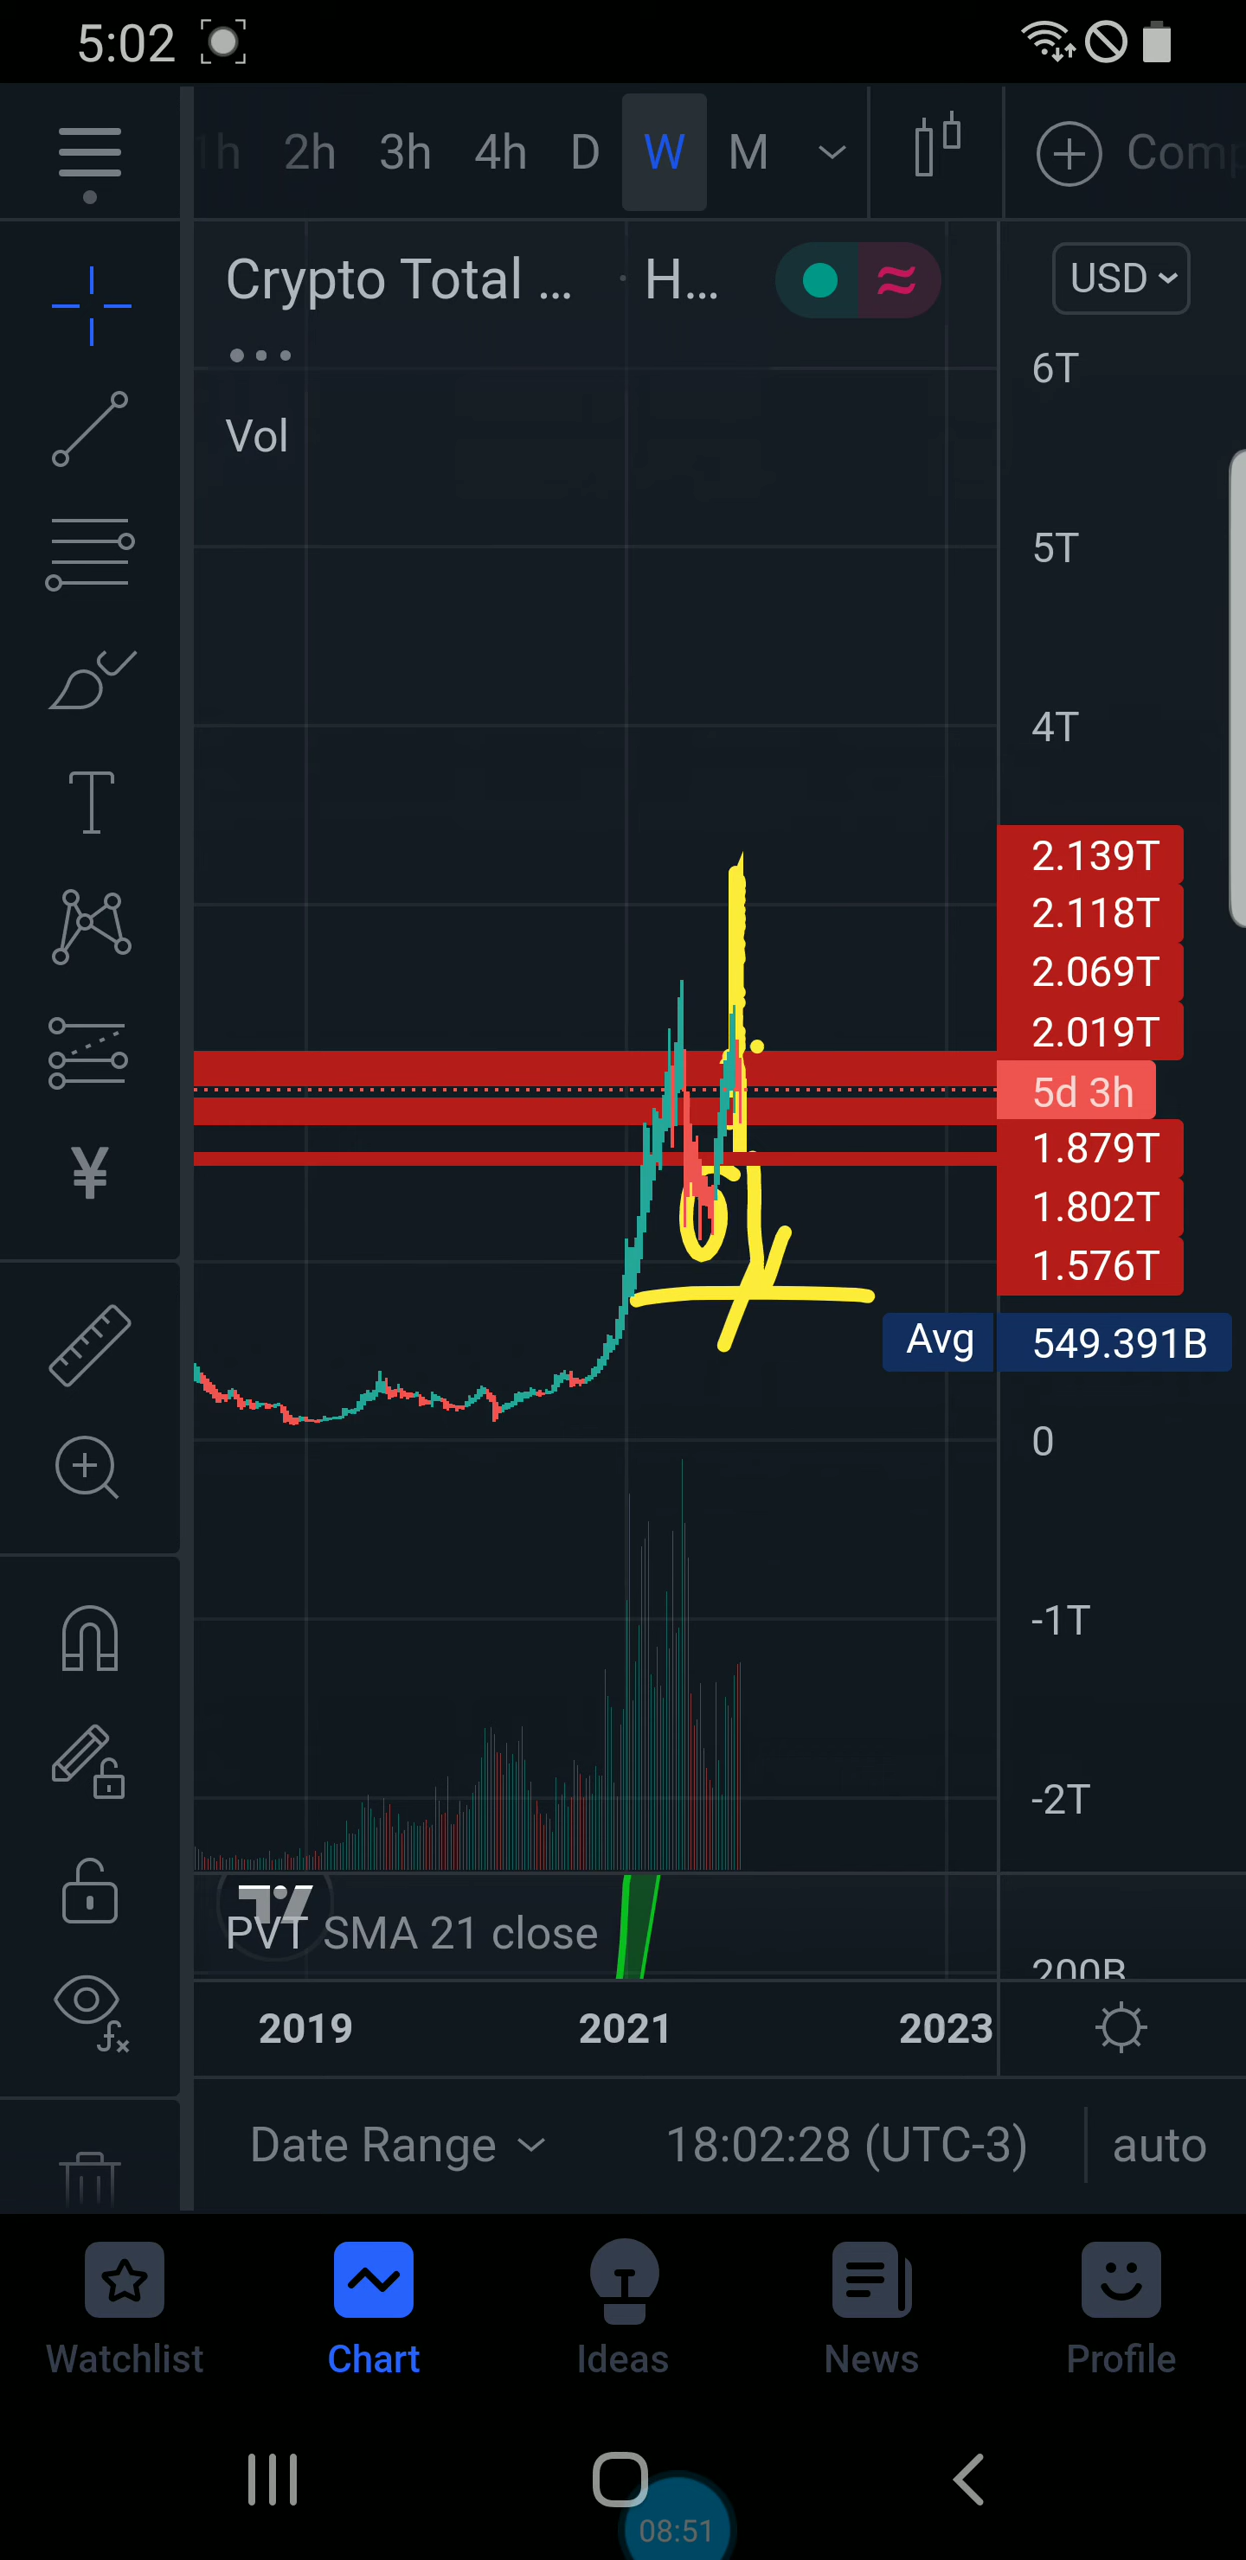 5:02
1h 2h 3h 4h D W M
Crypto Total ... · H...
USD
Vol
6T
5T
4T
2.139T
2.118T
2.069T
2.019T
5d 3h
1.879T
1.802T
1.576T
Avg 549.391B
0
-1T
-2T
PVT SMA 21 close
200B
2019 2021 2023
Date Range 18:02:28 (UTC-3) auto
Watchlist Chart Ideas News Profile
08:51